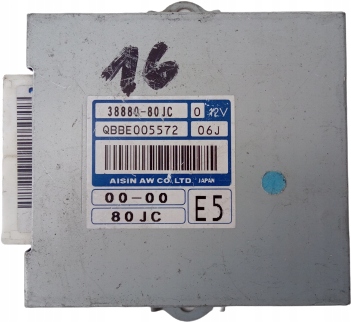 16
38880-80JC 0 12V
QBBE005572 06J
AISIN AW CO., LTD. JAPAN
00-00
80JC E5